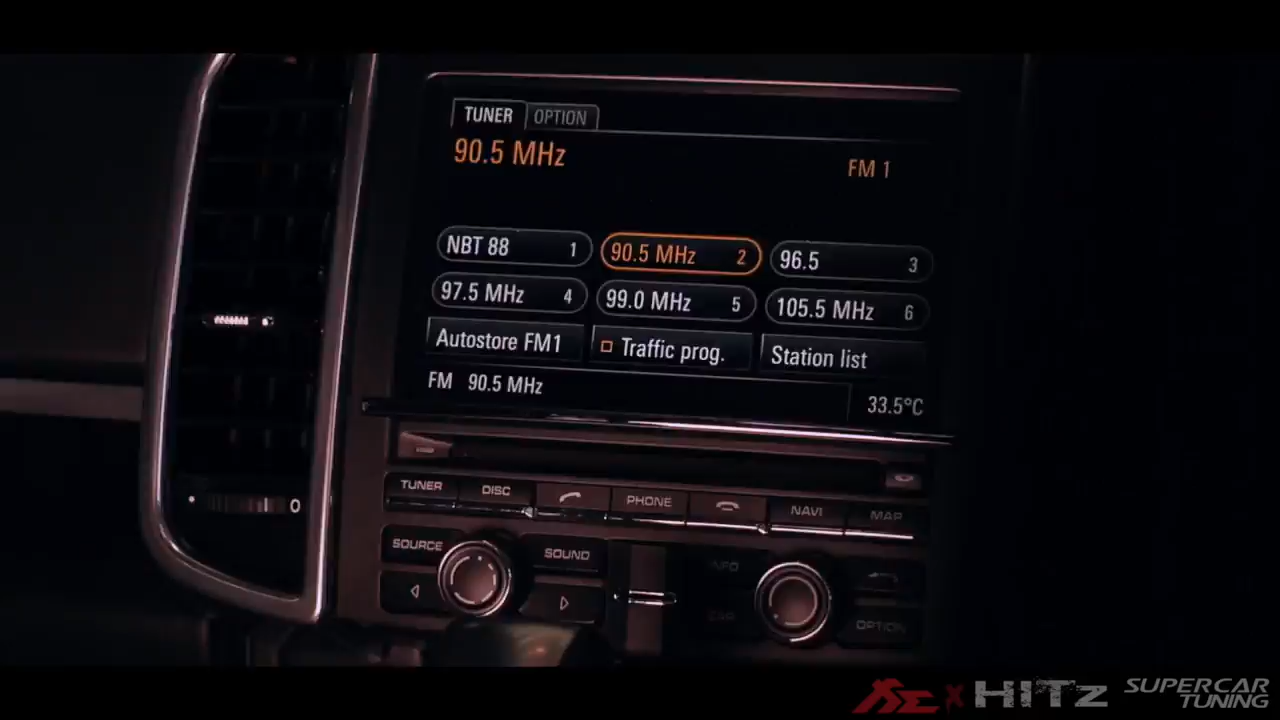 TUNER OPTION
90.5 MHz FM 1
NBT 88 1 90.5 MHz 2 96.5 3
97.5 MHz 4 99.0 MHz 5 105.5 MHz 6
Autostore FM1 Traffic prog. Station list
FM 90.5 MHz 33.5°C
TUNER DISC PHONE NAVI MAP
SOURCE SOUND INFO
CAR OPTION
0
x HITz SUPERCAR
TUNING